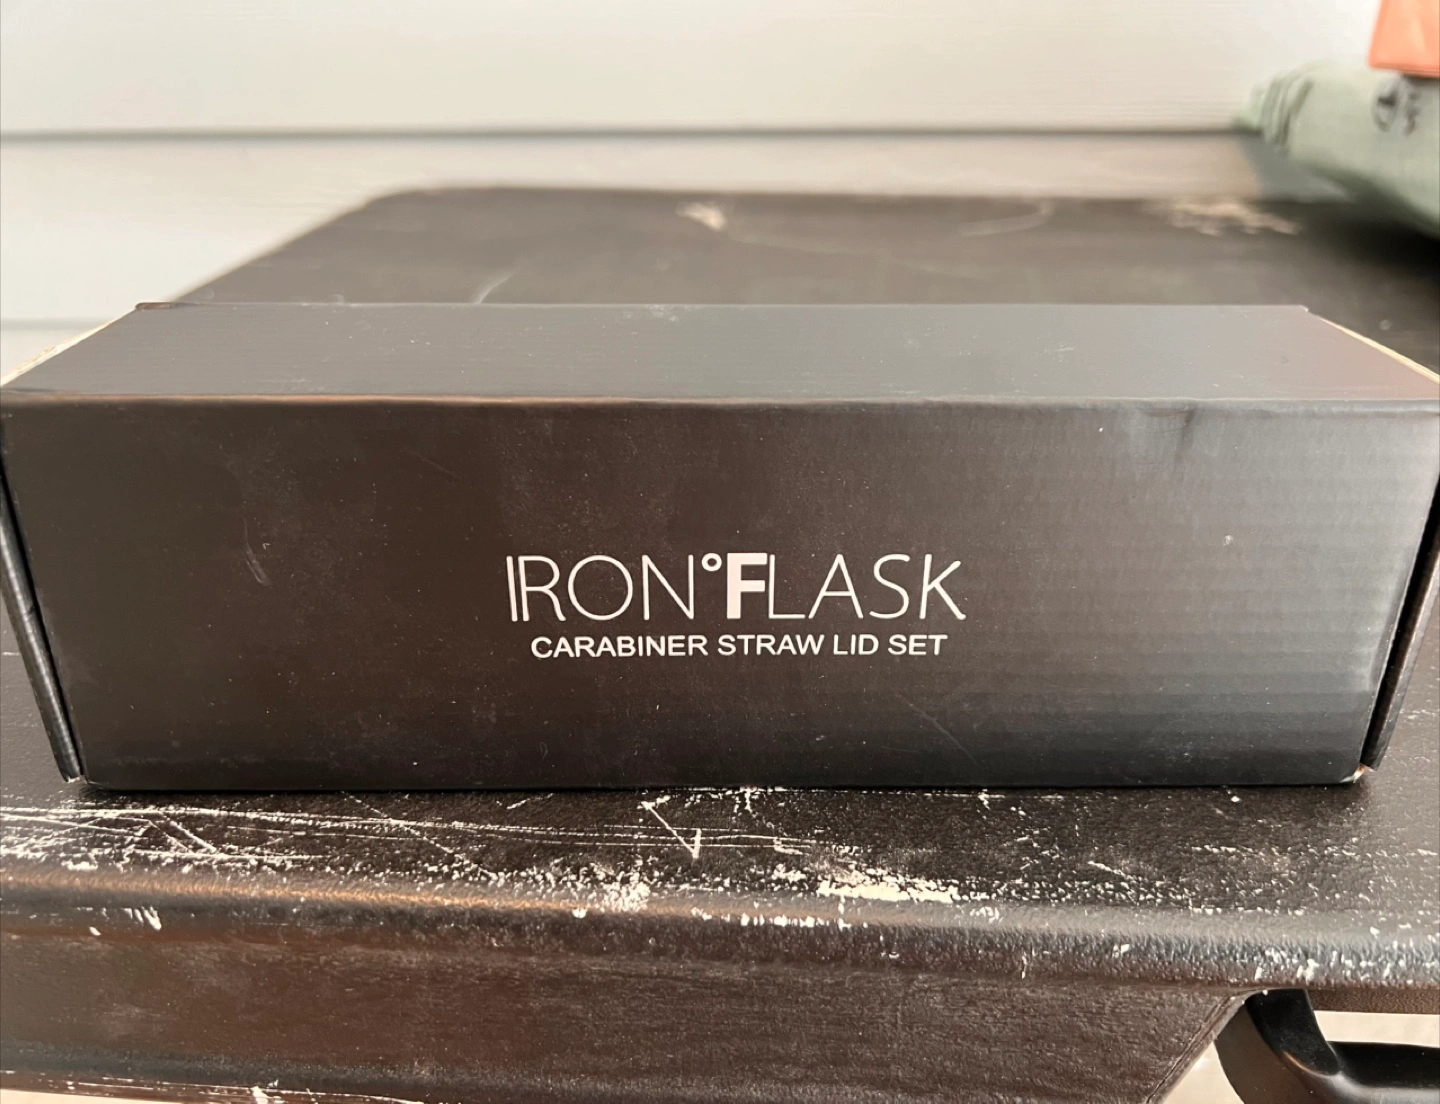 IRON°FLASK
CARABINER STRAW LID SET